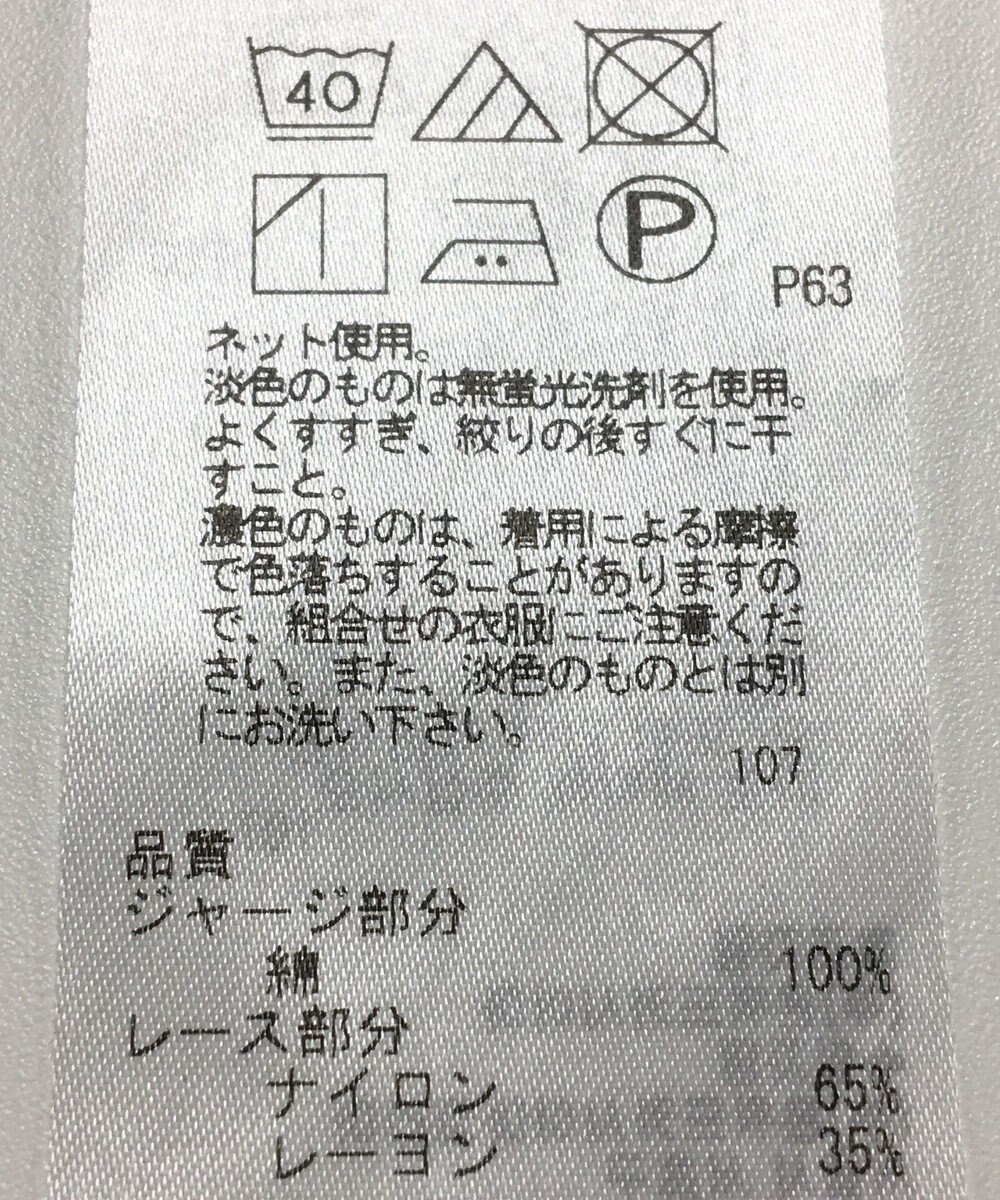 40
P
P63
ネット使用。
淡色のものは無蛍光洗剤を使用。
よくすすぎ、絞りの後すぐに干
すこと。
濃色のものは、着用による摩擦
で色落ちすることがありますの
で、組合せの衣服にご注意くだ
さい。また、淡色のものとは別
にお洗い下さい。
107
品質
ジャージ部分
綿 100%
レース部分
ナイロン 65%
レーヨン 35%